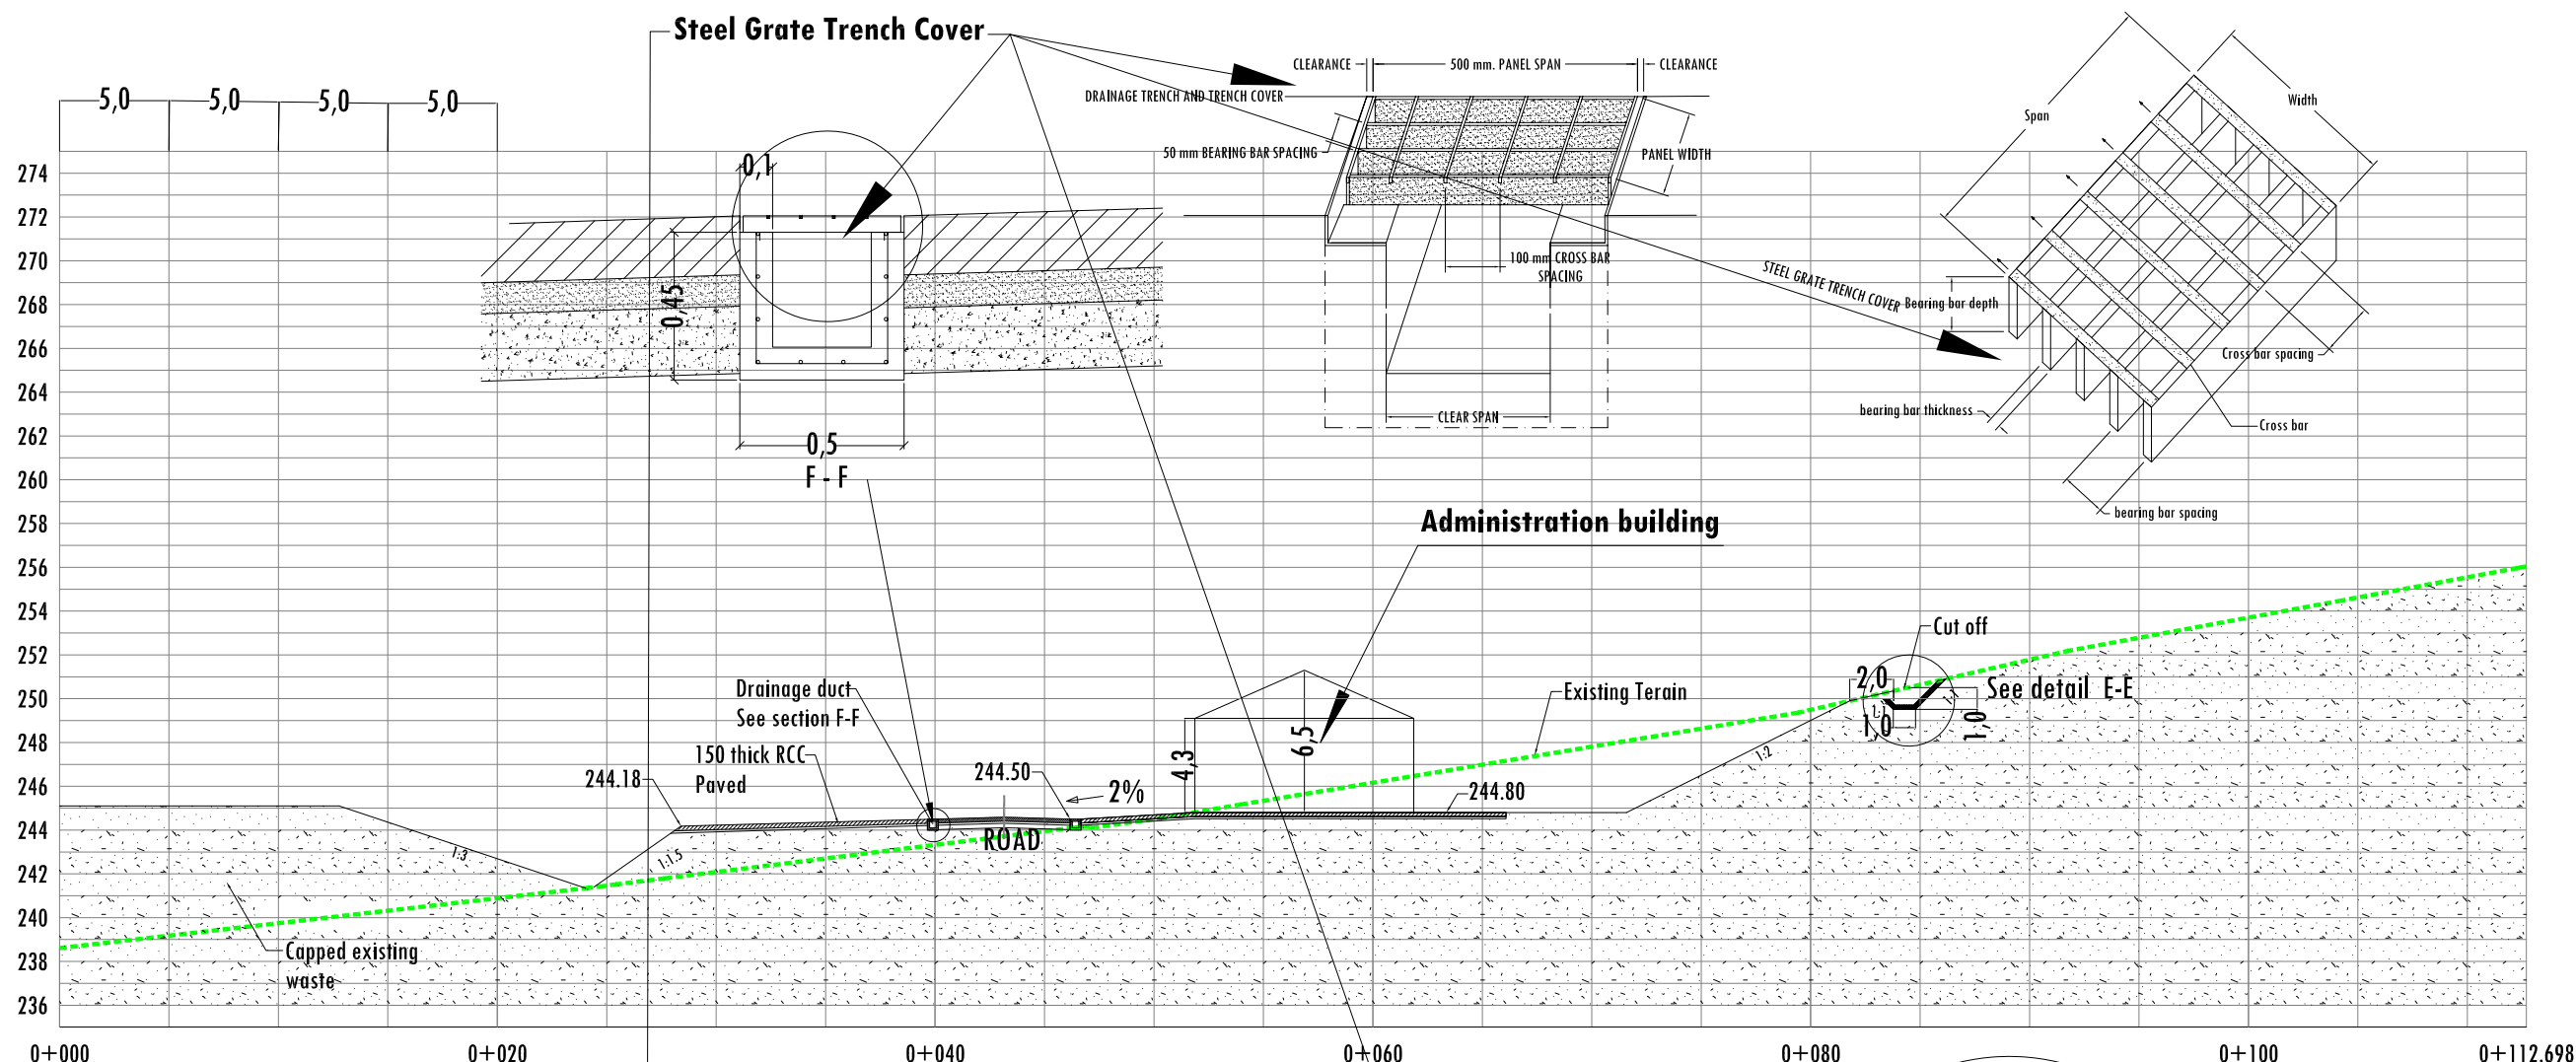 Steel Grate Trench Cover
5,0 5,0 5,0 5,0
CLEARANCE 500 mm. PANEL SPAN CLEARANCE
DRAINAGE TRENCH AND TRENCH COVER
50 mm BEARING BAR SPACING
PANEL WIDTH
100 mm CROSS BAR
SPACING
CLEAR SPAN
STEEL GRATE TRENCH COVER
Span
Width
Bearing bar depth
Cross bar spacing
bearing bar thickness
Cross bar
bearing bar spacing
0,1
0,45
0,5
F - F
274
272
270
268
266
264
262
260
258
256
254
252
250
248
246
244
242
240
238
236
Administration building
Cut off
2,0
See detail E-E
1:1
1:1
1,0
1,0
Existing Terain
Drainage duct
See section F-F
150 thick RCC
Paved
244.18
244.50
2%
4,3
6,5
244.80
1:2
ROAD
1:3
1:1.5
Capped existing
waste
0+000 0+020 0+040 0+060 0+080 0+100 0+112.698